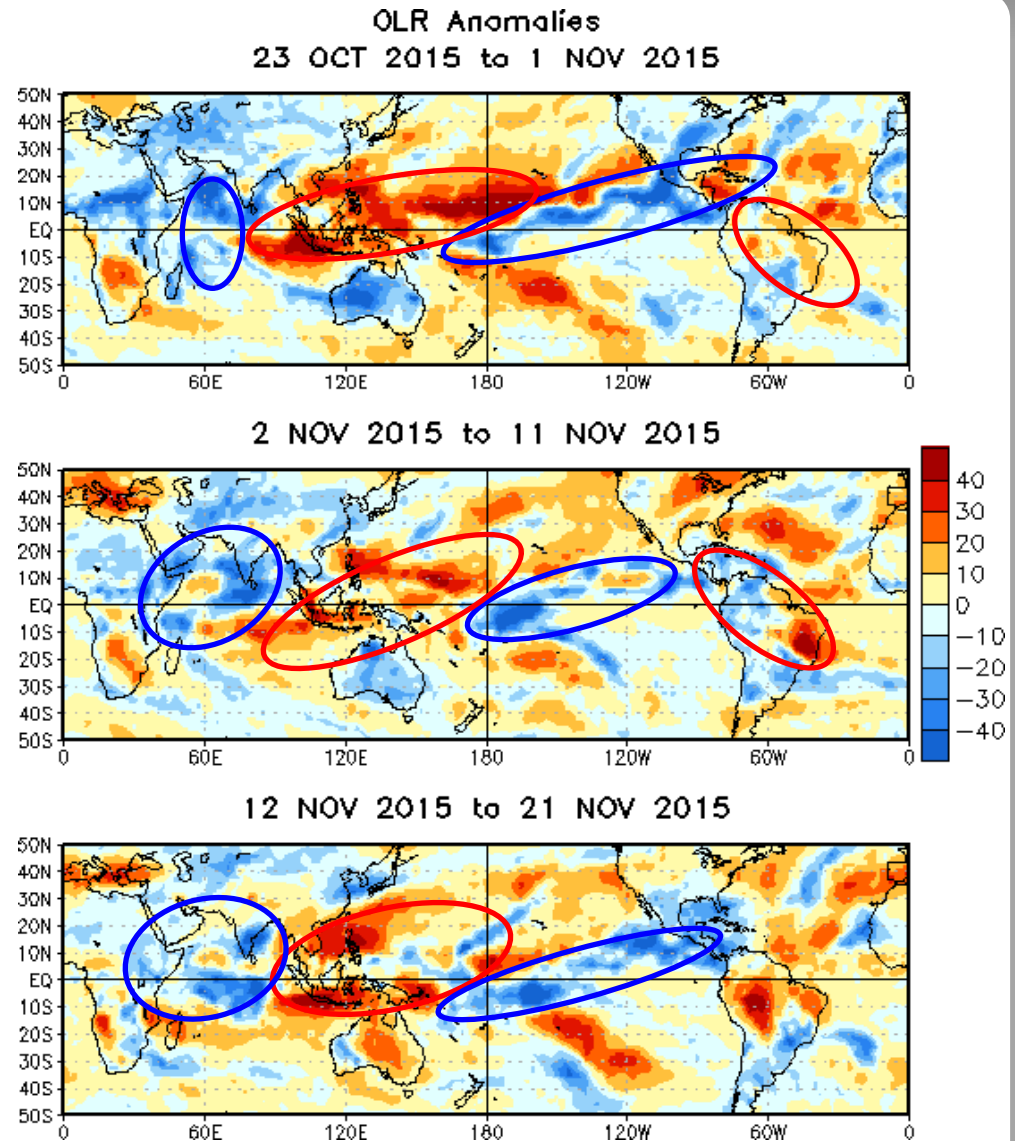 OLR Anomalies
23 OCT 2015 to 1 NOV 2015
50N
40N
30N
20N
10N
EQ
10S
20S
30S
40S
50S
0 60E 120E 180 120W 60W 0
2 NOV 2015 to 11 NOV 2015
50N
40N
30N
20N
10N
EQ
10S
20S
30S
40S
50S
0 60E 120E 180 120W 60W 0
40
30
20
10
0
-10
-20
-30
-40
12 NOV 2015 to 21 NOV 2015
50N
40N
30N
20N
10N
EQ
10S
20S
30S
40S
50S
0 60E 120E 180 120W 60W 0